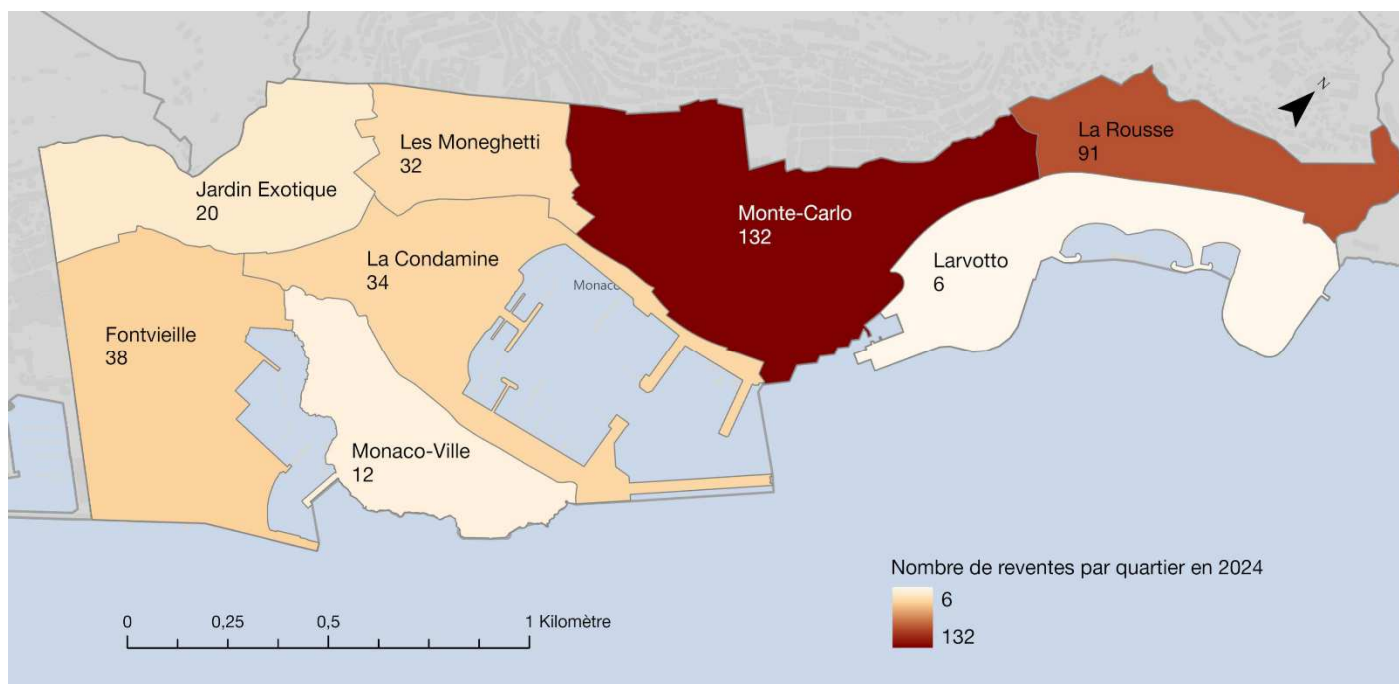 N
La Rousse
91
Les Moneghetti
32
Jardin Exotique
20
Monte-Carlo
132
La Condamine
34
Larvotto
6
Monaco
Fontvieille
38
Monaco-Ville
12
Nombre de reventes par quartier en 2024
6
132
0 0,25 0,5 1 Kilomètre